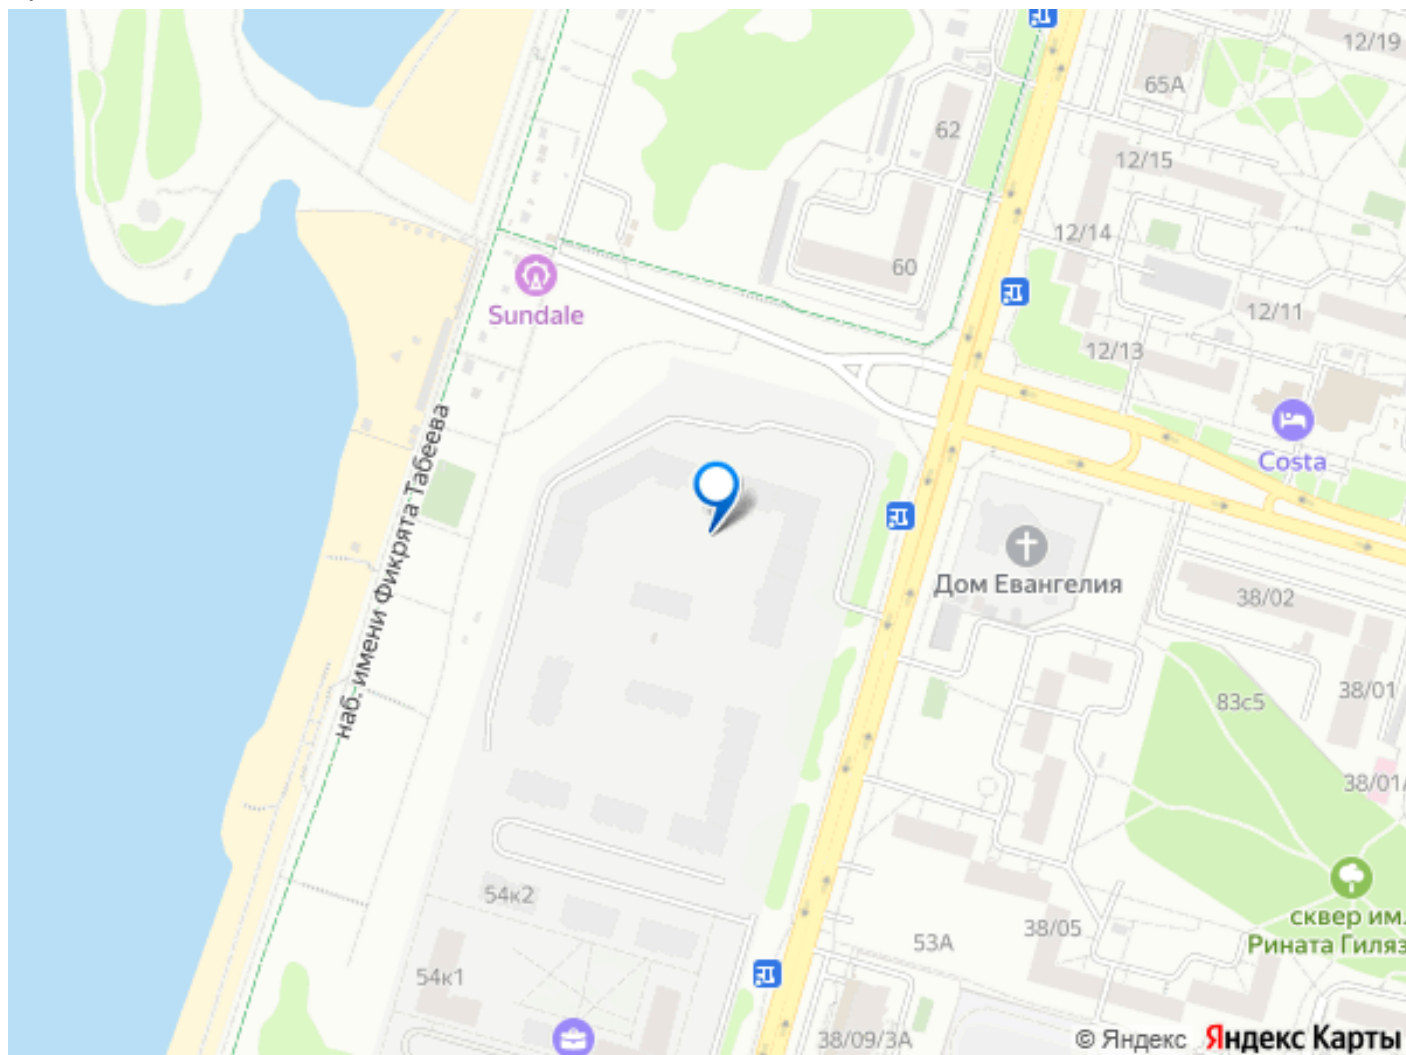 12/19
65А
62
12/15
12/14
60
12/11
Sundale
12/13
наб. имени Фикрята Табеева
Costa
Дом Евангелия
38/02
38/01
83с5
38/01/
54к2
сквер им.
Рината Гиляз
53А
38/05
54к1
38/09/3А
© Яндекс Яндекс Карты